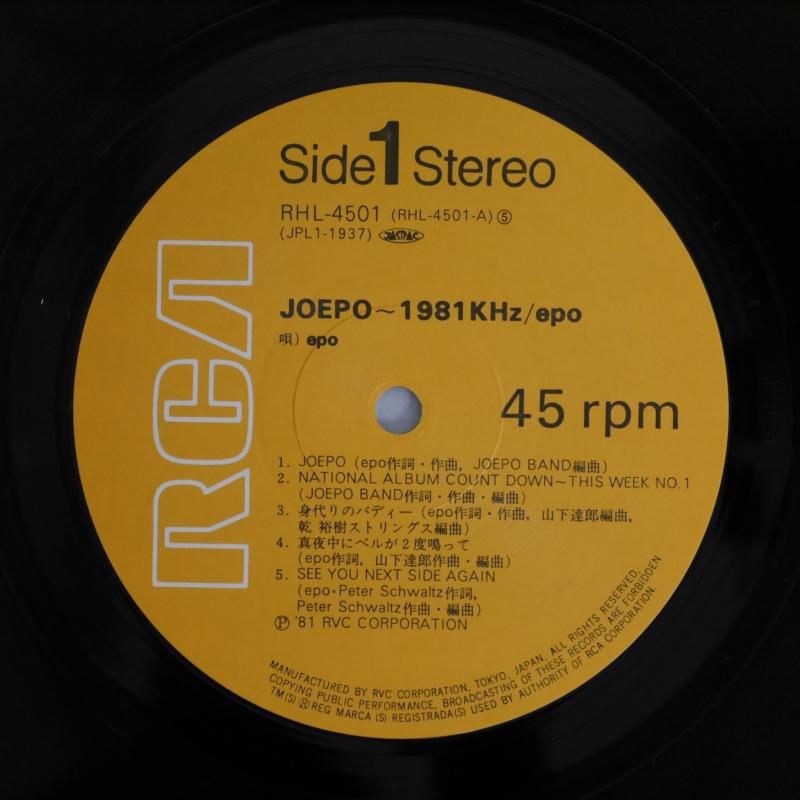 Side 1 Stereo
RHL-4501 (RHL-4501-A) ⑤
(JPL1-1937) JASRAC
JOEPO~1981KHz/epo
唄) epo
RCA
45 rpm
1. JOEPO (epo作詞・作曲, JOEPO BAND編曲)
2. NATIONAL ALBUM COUNT DOWN~THIS WEEK NO.1
(JOEPO BAND作詞・作曲・編曲)
3. 身代りのバディー (epo作詞・作曲, 山下達郎編曲,
乾 裕樹ストリングス編曲)
4. 真夜中にベルが2度鳴って
(epo作詞, 山下達郎作曲・編曲)
5. SEE YOU NEXT SIDE AGAIN
(epo・Peter Schwaltz作詞,
Peter Schwaltz作曲・編曲)
Ⓟ '81 RVC CORPORATION
MANUFACTURED BY RVC CORPORATION, TOKYO, JAPAN. ALL RIGHTS RESERVED.
COPYING PUBLIC PERFORMANCE, BROADCASTING OF THESE RECORDS ARE FORBIDDEN
TM(S) ® REG MARCA (S) REGISTRADA(S) USED BY AUTHORITY OF RCA CORPORATION.